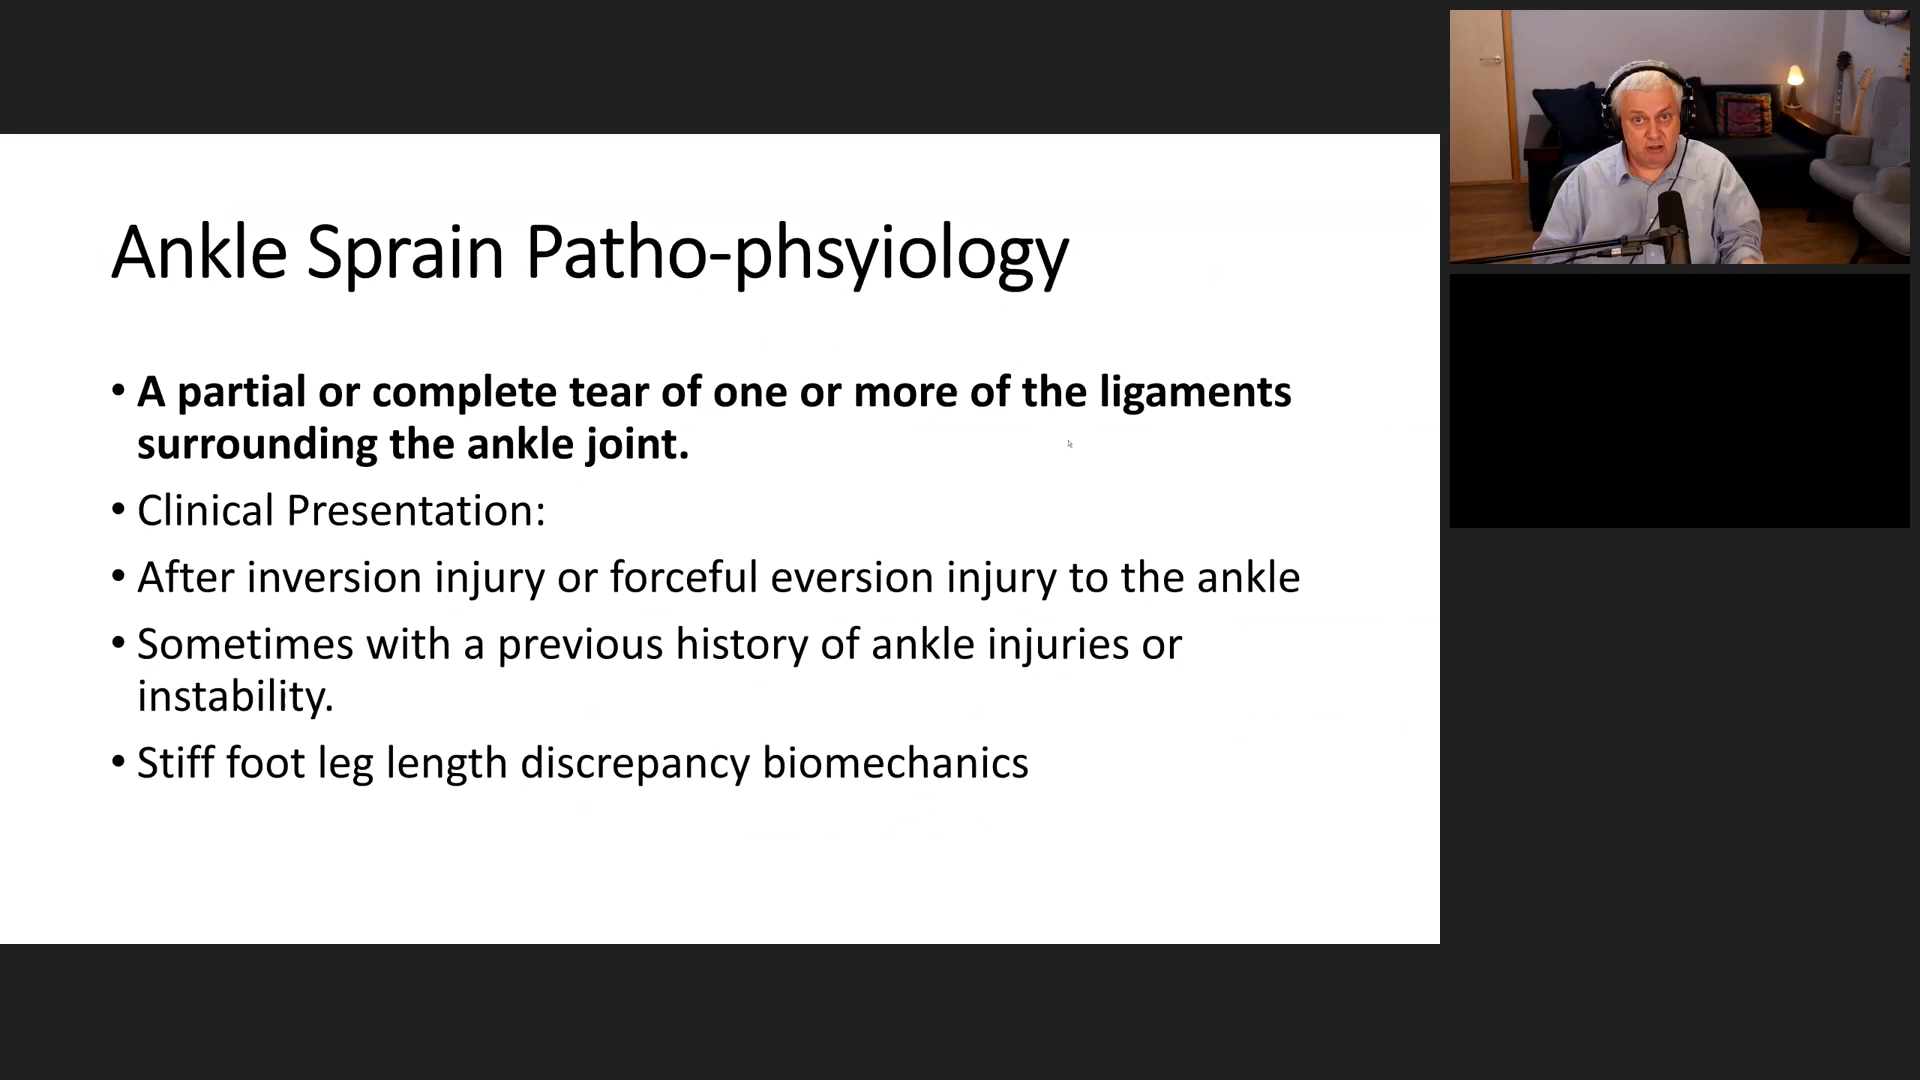 Ankle Sprain Patho-phsyiology
• A partial or complete tear of one or more of the ligaments
surrounding the ankle joint.
• Clinical Presentation:
• After inversion injury or forceful eversion injury to the ankle
• Sometimes with a previous history of ankle injuries or
instability.
• Stiff foot leg length discrepancy biomechanics